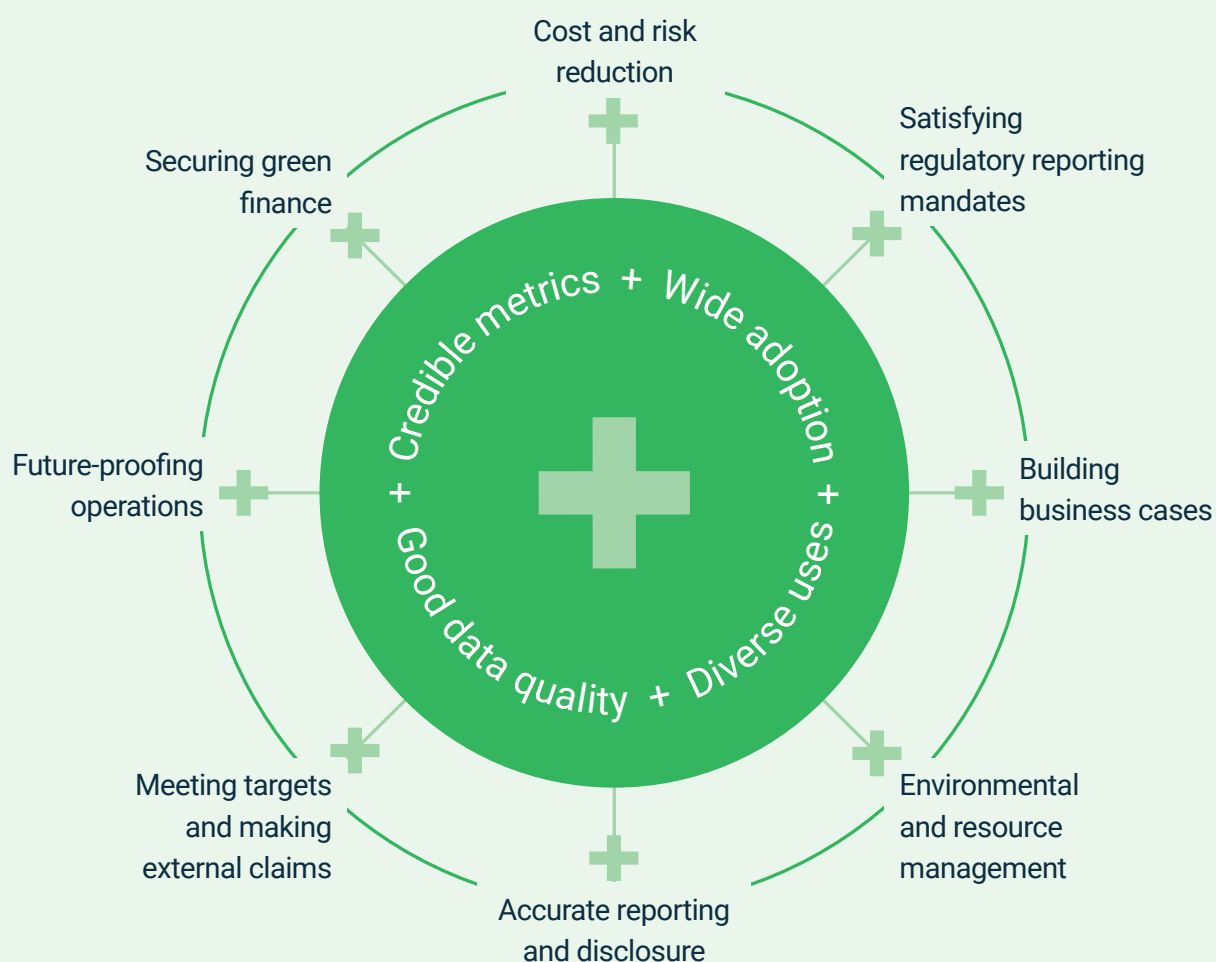 Cost and risk
reduction
Satisfying
regulatory reporting
mandates
Building
business cases
Environmental
and resource
management
Accurate reporting
and disclosure
Meeting targets
and making
external claims
Future-proofing
operations
Securing green
finance
+ Credible metrics + Wide adoption + Diverse uses + Good data quality